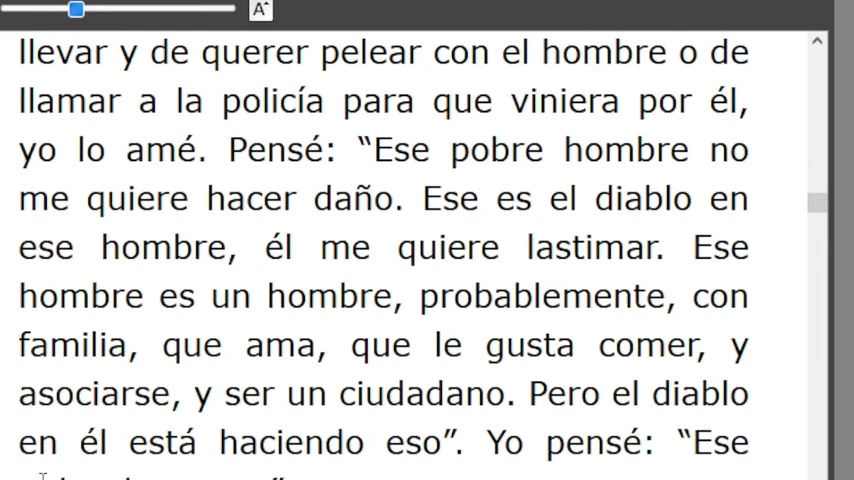 A
llevar y de querer pelear con el hombre o de
llamar a la policía para que viniera por él,
yo lo amé. Pensé: “Ese pobre hombre no
me quiere hacer daño. Ese es el diablo en
ese hombre, él me quiere lastimar. Ese
hombre es un hombre, probablemente, con
familia, que ama, que le gusta comer, y
asociarse, y ser un ciudadano. Pero el diablo
en él está haciendo eso”. Yo pensé: “Ese